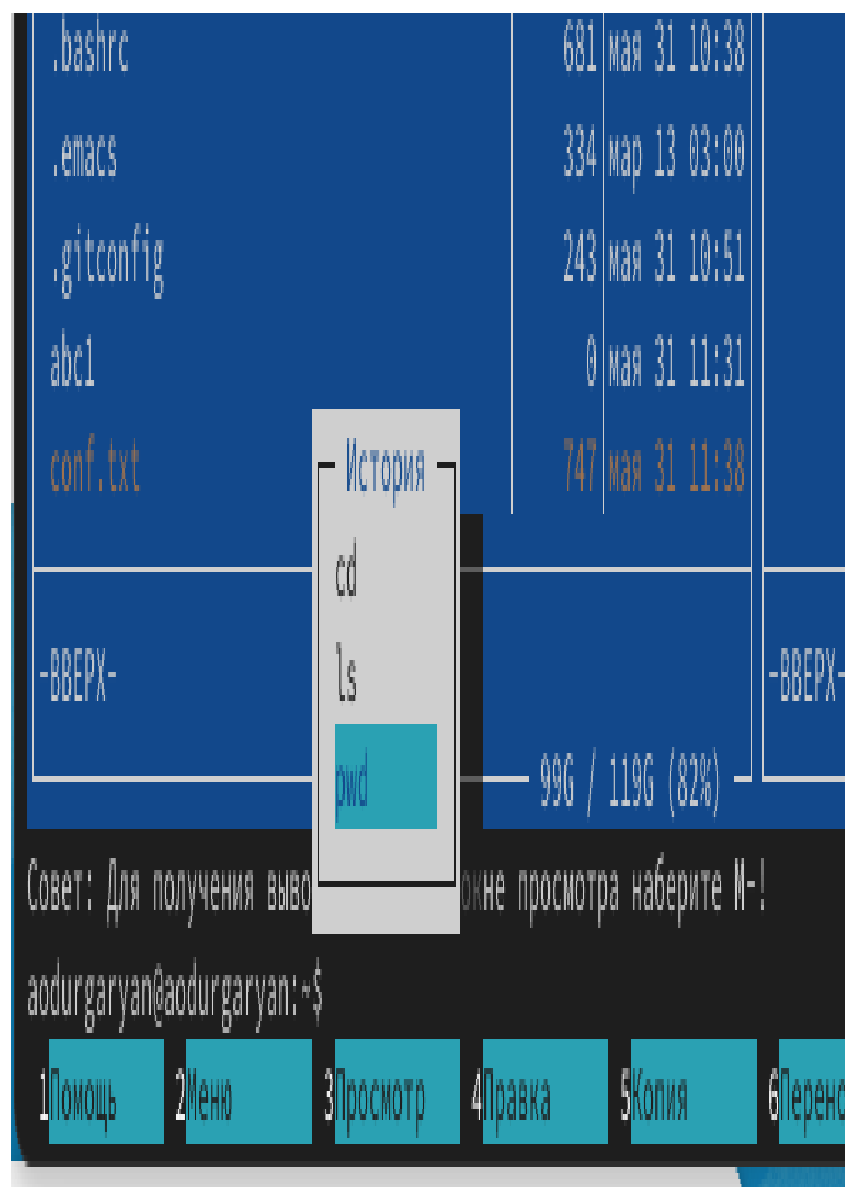 .bashrc 681 мая 31 10:38
.emacs 334 мар 13 03:00
.gitconfig 243 мая 31 10:51
abc1 0 мая 31 11:31
conf.txt 747 мая 31 11:38
История
cd
ls
-ВВЕРХ- -ВВЕРХ-
pwd
99G / 119G (82%)
Совет: Для получения выво окне просмотра наберите M-!
aodurgaryan@aodurgaryan:~$
1Помощь 2Меню 3Просмотр 4Правка 5Копия 6Перенос